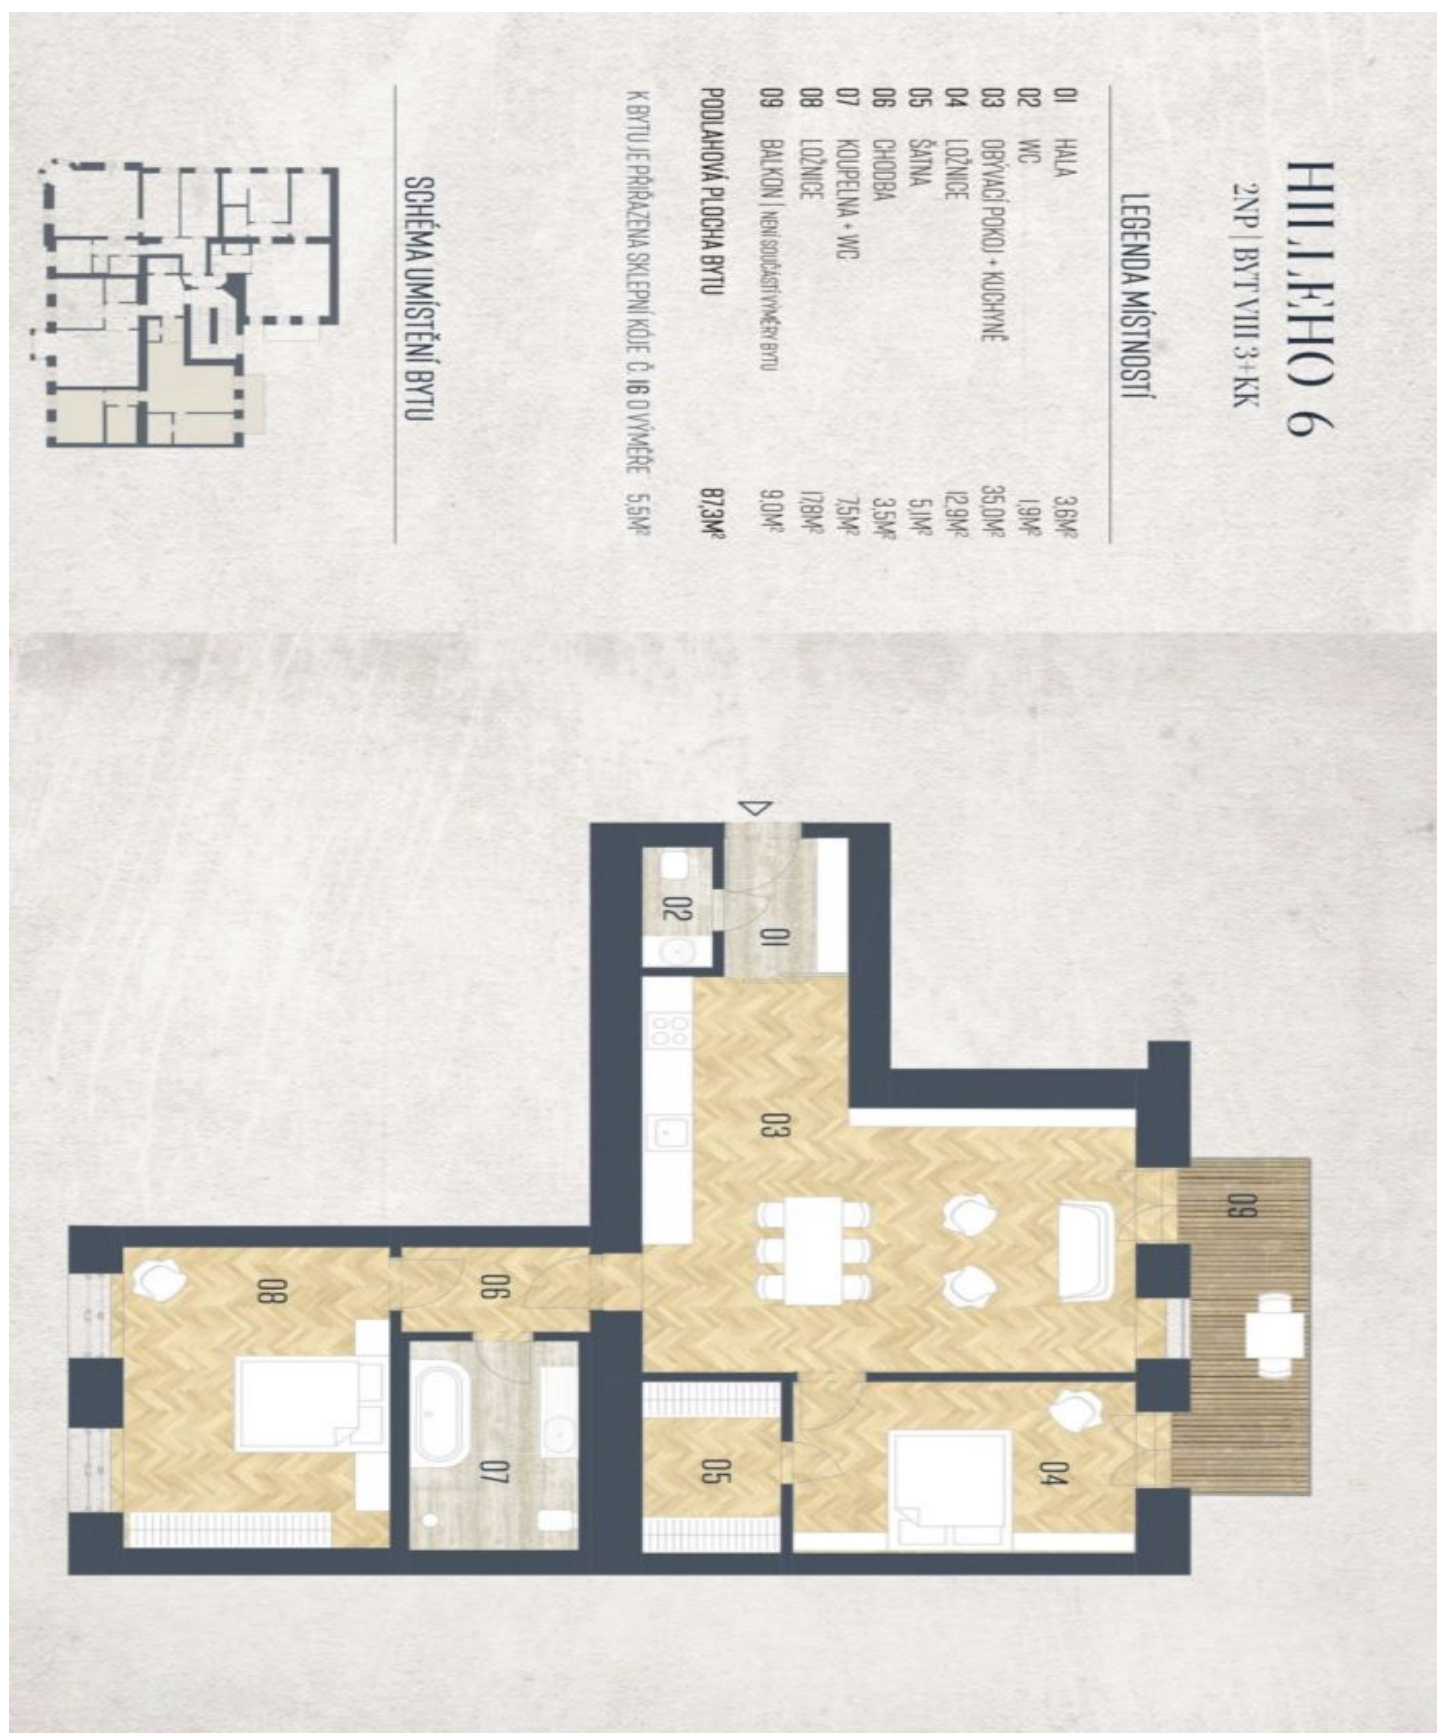 HILLEHO 6
2NP | BYT VIII 3+KK
LEGENDA MÍSTNOSTÍ
01 HALA 3,6M²
02 WC 1,9M²
03 OBÝVACÍ POKOJ + KUCHYNĚ 35,0M²
04 LOŽNICE 12,9M²
05 ŠATNA 5,1M²
06 CHODBA 3,5M²
07 KOUPELNA + WC 7,5M²
08 LOŽNICE 17,8M²
09 BALKON | NENÍ SOUČÁSTÍ VÝMĚRY BYTU 9,0M²
PODLAHOVÁ PLOCHA BYTU 87,3M²
K BYTU JE PŘIŘAZENA SKLEPNÍ KÓJE Č. 16 O VÝMĚŘE 5,5M²
SCHÉMA UMÍSTĚNÍ BYTU
09
04
01
03
02
05
06
07
08